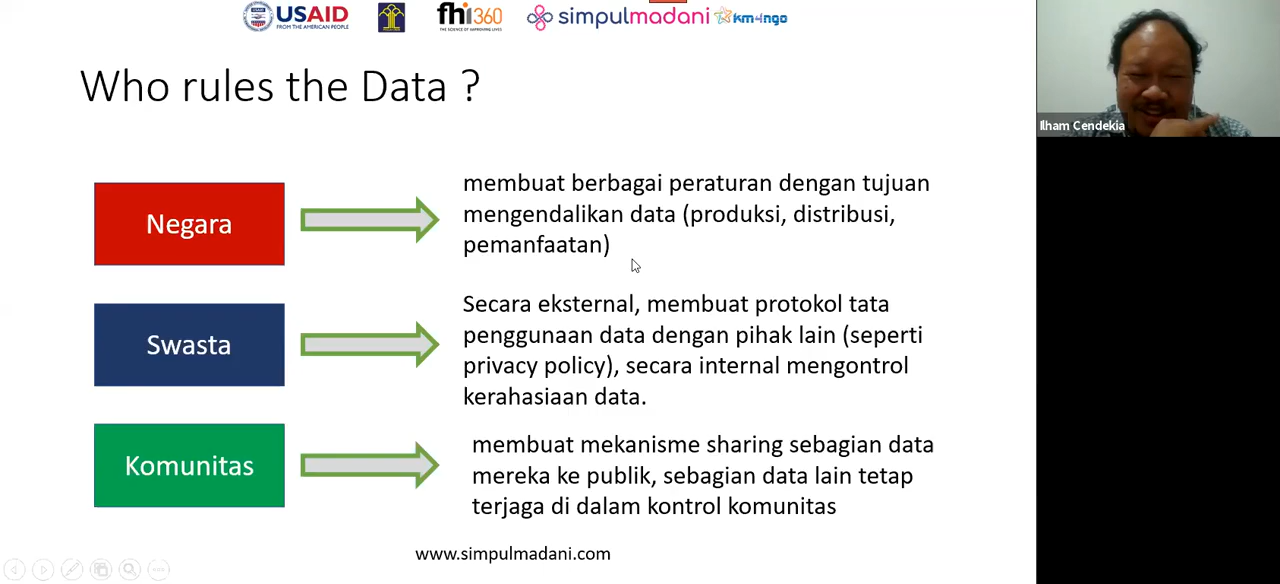 USAID
FROM THE AMERICAN PEOPLE
fhi360
THE SCIENCE OF IMPROVING LIVES
simpulmadani
km4ngo
Who rules the Data ?
Negara
membuat berbagai peraturan dengan tujuan
mengendalikan data (produksi, distribusi,
pemanfaatan)
Swasta
Secara eksternal, membuat protokol tata
penggunaan data dengan pihak lain (seperti
privacy policy), secara internal mengontrol
kerahasiaan data.
Komunitas
membuat mekanisme sharing sebagian data
mereka ke publik, sebagian data lain tetap
terjaga di dalam kontrol komunitas
www.simpulmadani.com
Ilham Cendekia